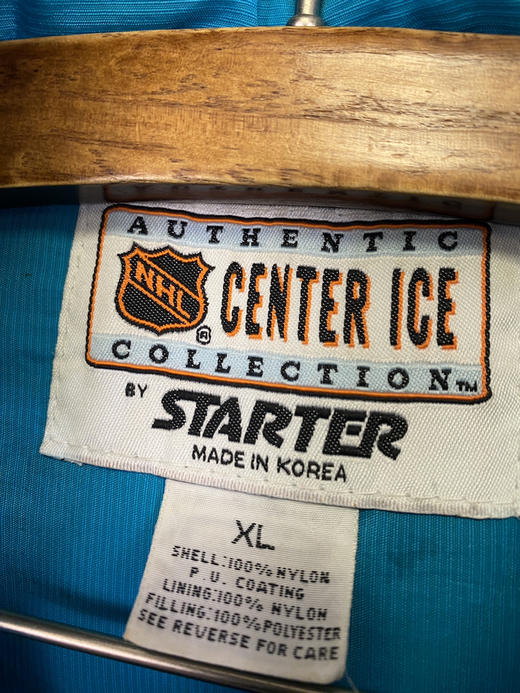 AUTHENTIC
NHL ® CENTER ICE
COLLECTION™
BY STARTER
MADE IN KOREA
XL
SHELL:100% NYLON
P.U. COATING
LINING:100% NYLON
FILLING:100%POLYESTER
SEE REVERSE FOR CARE